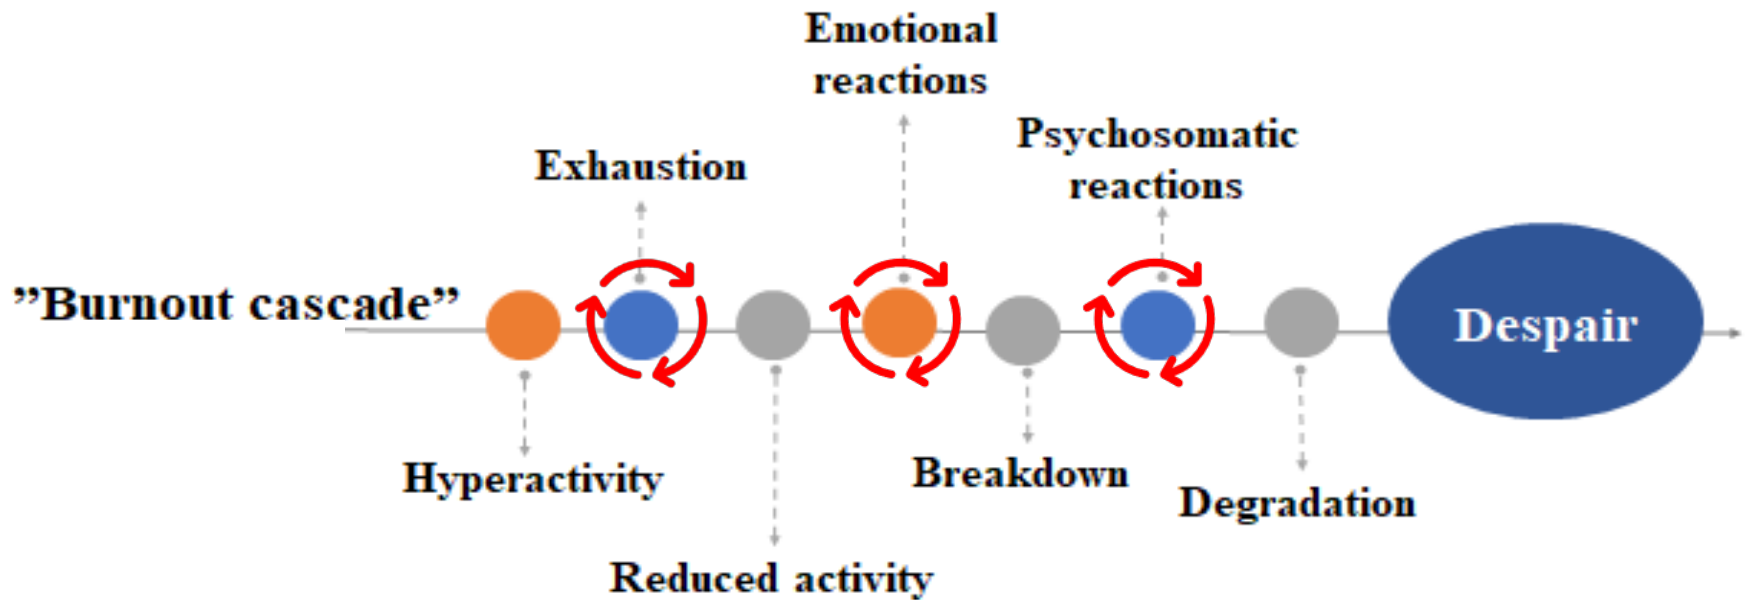 Emotional
reactions
Psychosomatic
reactions
Exhaustion
”Burnout cascade”
Despair
Hyperactivity
Breakdown
Degradation
Reduced activity